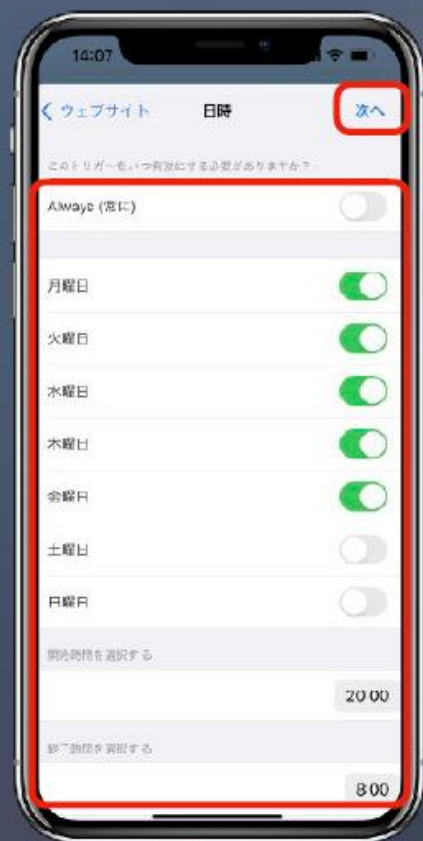 14:07
ウェブサイト
日時
次へ
このトリガーをいつ有効にする必要がありますか?
Always (常に)
月曜日
火曜日
水曜日
木曜日
金曜日
土曜日
日曜日
開始時間を選択する
20:00
終了時間を選択する
8:00